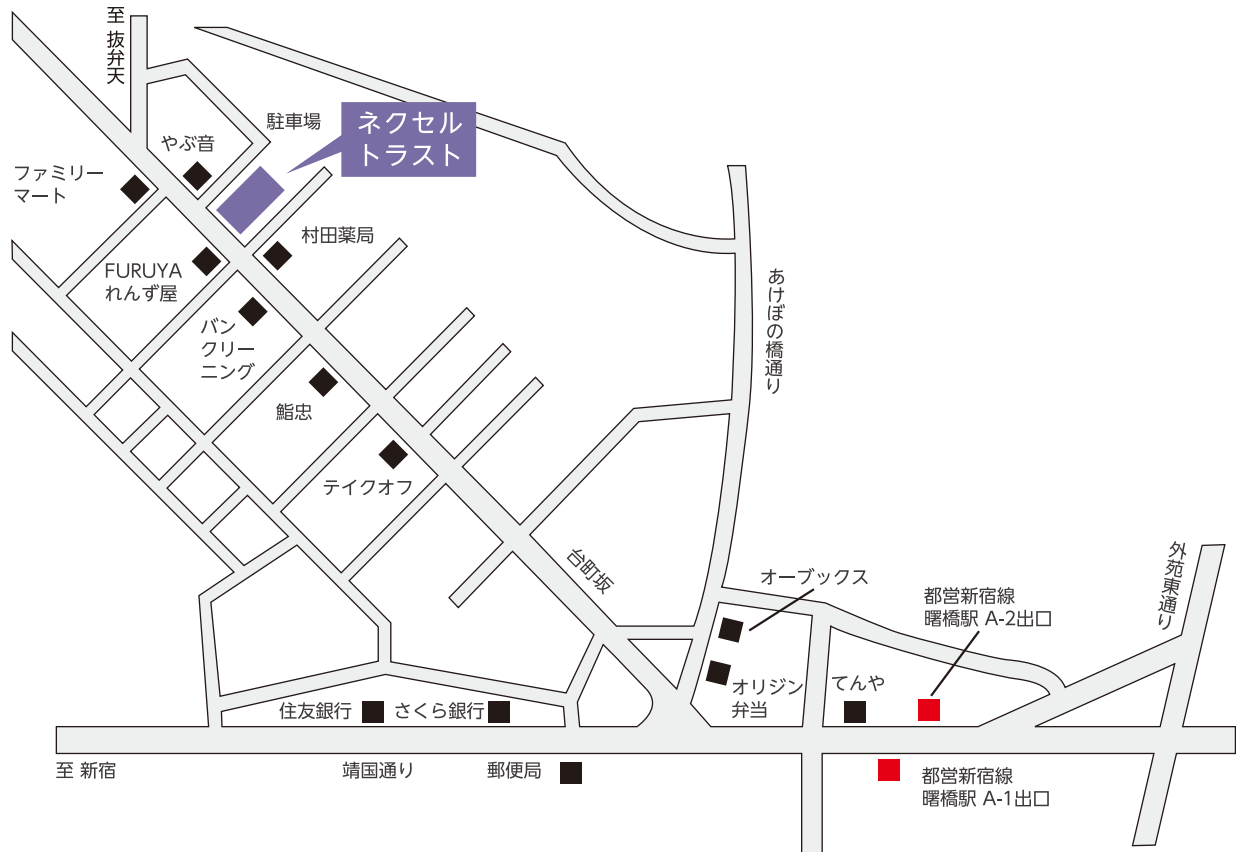 至 抜弁天
駐車場
ネクセル
トラスト
やぶ音
ファミリー
マート
村田薬局
FURUYA
れんず屋
バン
クリー
ニング
あけぼの橋通り
鮨忠
テイクオフ
台町坂
オーブックス
外苑東通り
都営新宿線
曙橋駅 A-2出口
オリジン
弁当
てんや
住友銀行
さくら銀行
至 新宿
靖国通り
郵便局
都営新宿線
曙橋駅 A-1出口